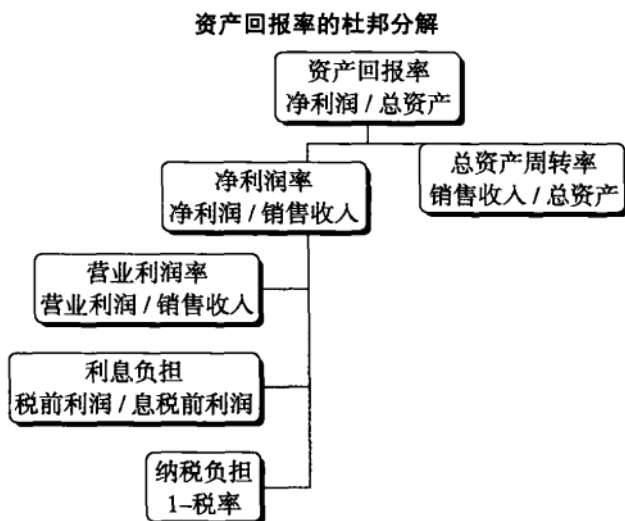 资产回报率的杜邦分解
资产回报率
净利润 / 总资产
净利润率
净利润 / 销售收入
总资产周转率
销售收入 / 总资产
营业利润率
营业利润 / 销售收入
利息负担
税前利润 / 息税前利润
纳税负担
1–税率